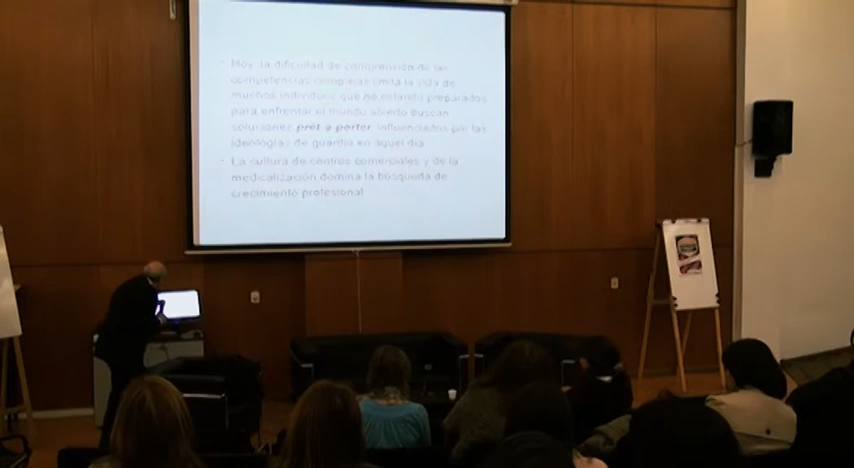 · Hoy, la dificultad de comprensión de las
competencias complejas limita la vida de
muchos individuos que no estando preparados
para enfrentar el mundo abierto buscan
soluciones prêt a porter influenciados por las
ideologías de guardia en aquel día
· La cultura de centros comerciales y de la
medicalización domina la búsqueda de
crecimiento profesional